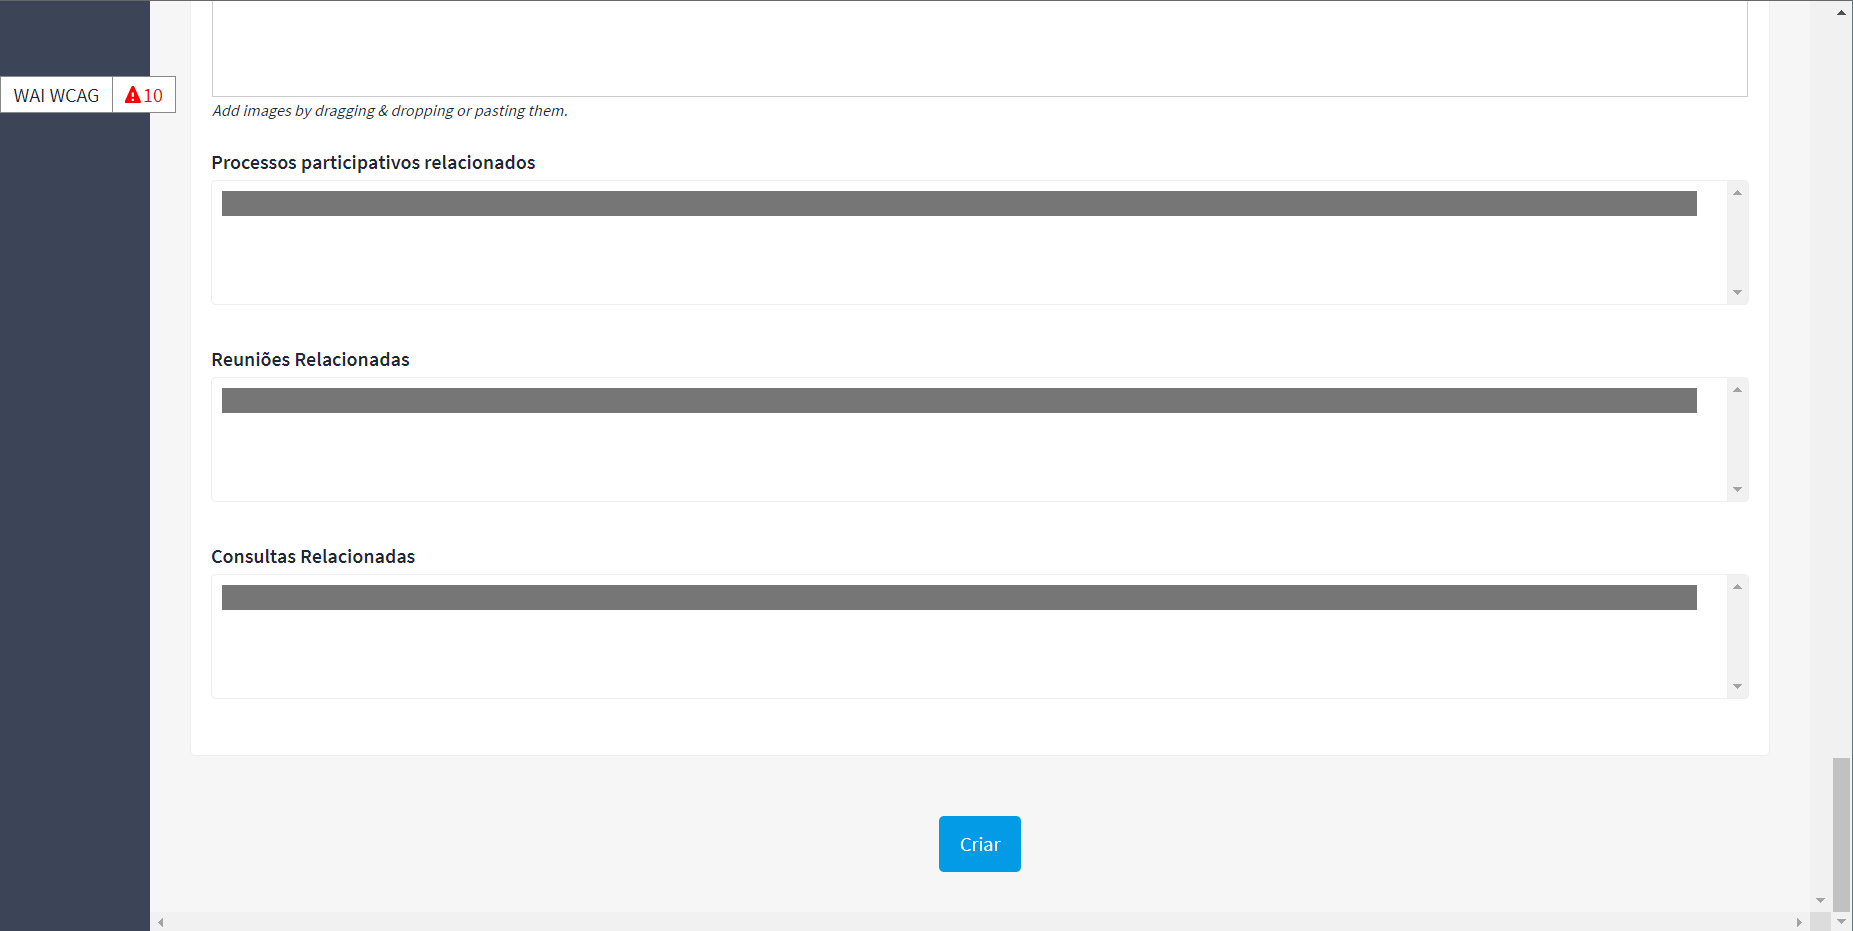 WAI WCAG 10
Add images by dragging & dropping or pasting them.
Processos participativos relacionados
Reuniões Relacionadas
Consultas Relacionadas
Criar